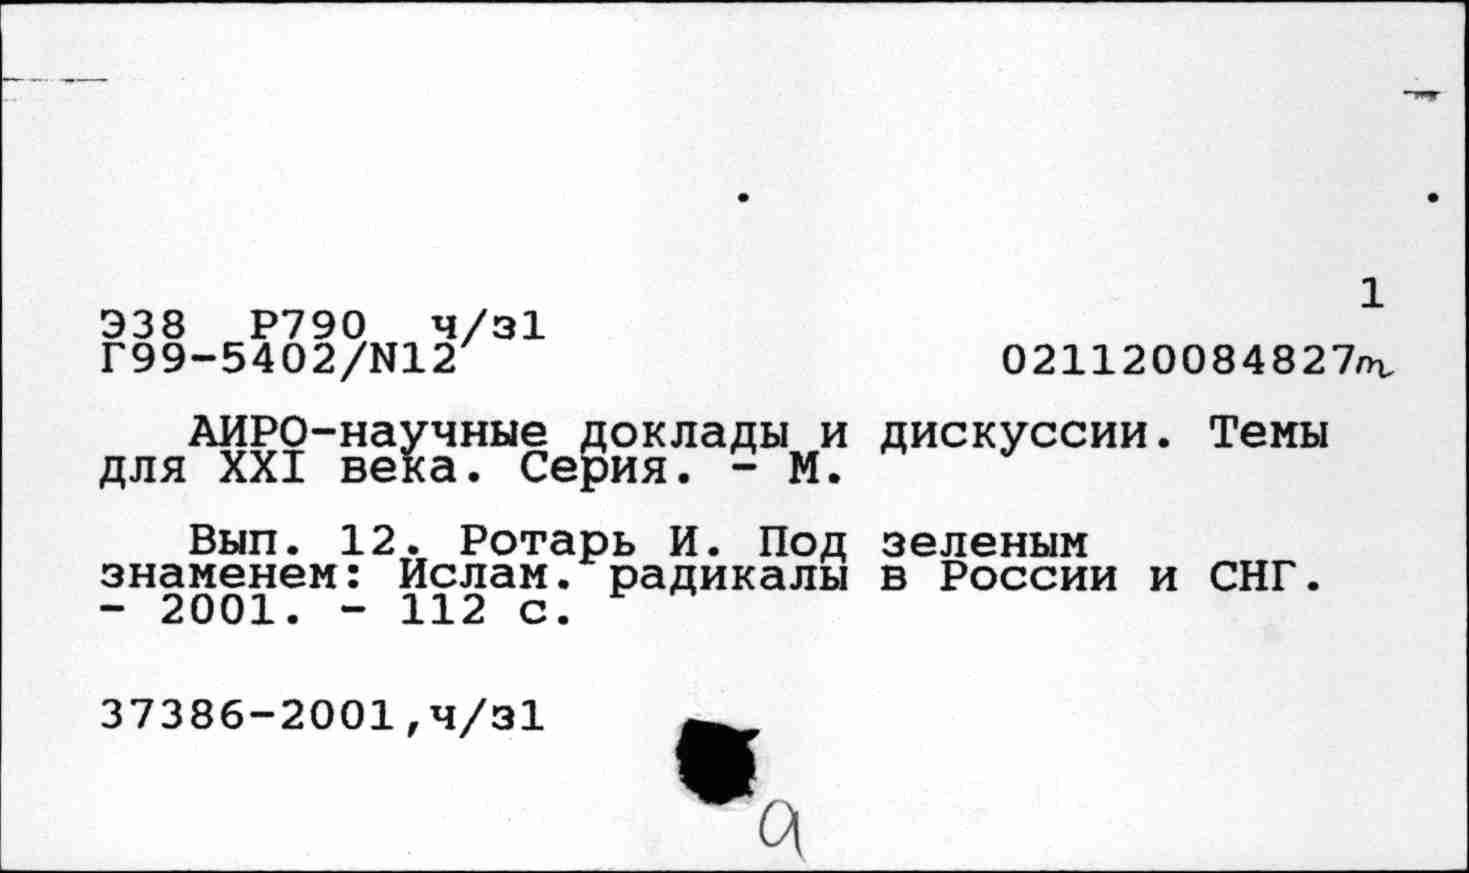 1
Э38 Р790 ч/з1
Г99-5402/N12 021120084827
АИРО-научные доклады и дискуссии. Темы
для XXI века. Серия. - М.
Вып. 12. Ротарь И. Под зеленым
знаменем: Ислам. радикалы в России и СНГ.
- 2001. - 112 с.
37386-2001,ч/з1